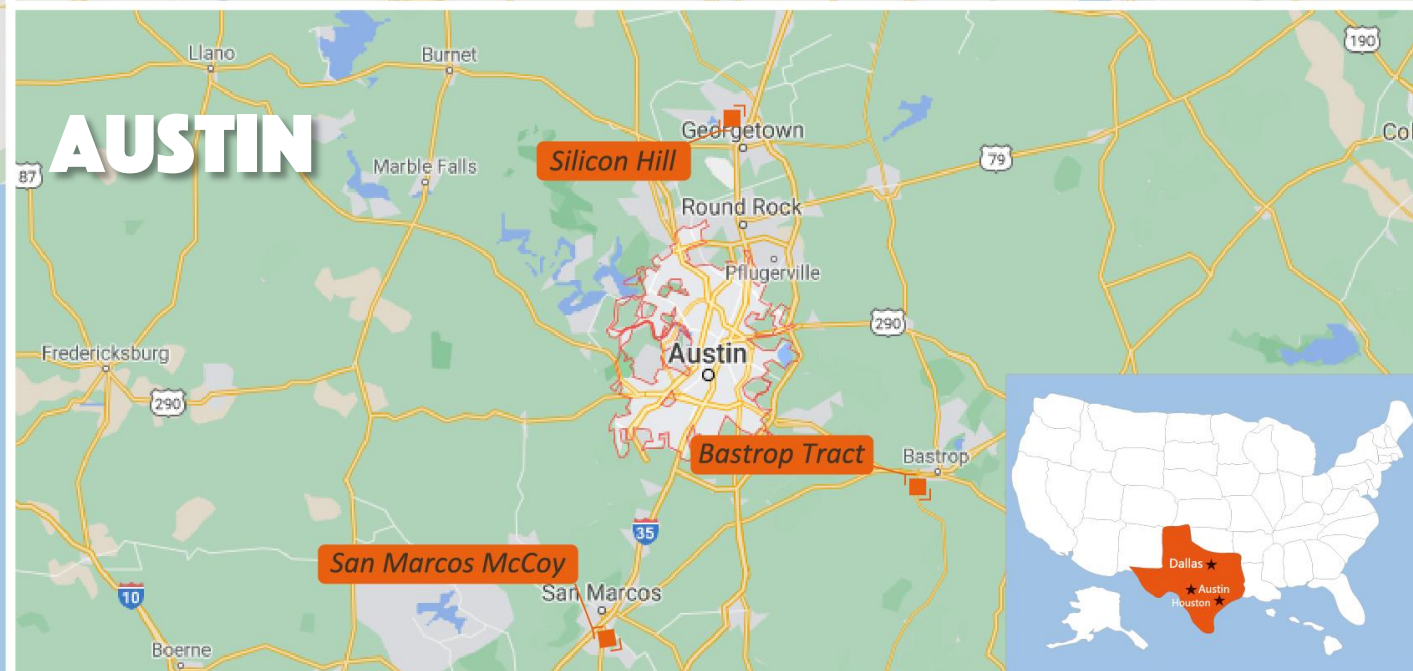 190
Llano
Burnet
AUSTIN
Georgetown
Col
Silicon Hill
79
87
Marble Falls
Round Rock
Pflugerville
290
Austin
Fredericksburg
290
Bastrop Tract
Bastrop
35
San Marcos McCoy
San Marcos
10
Boerne
Dallas
Austin
Houston